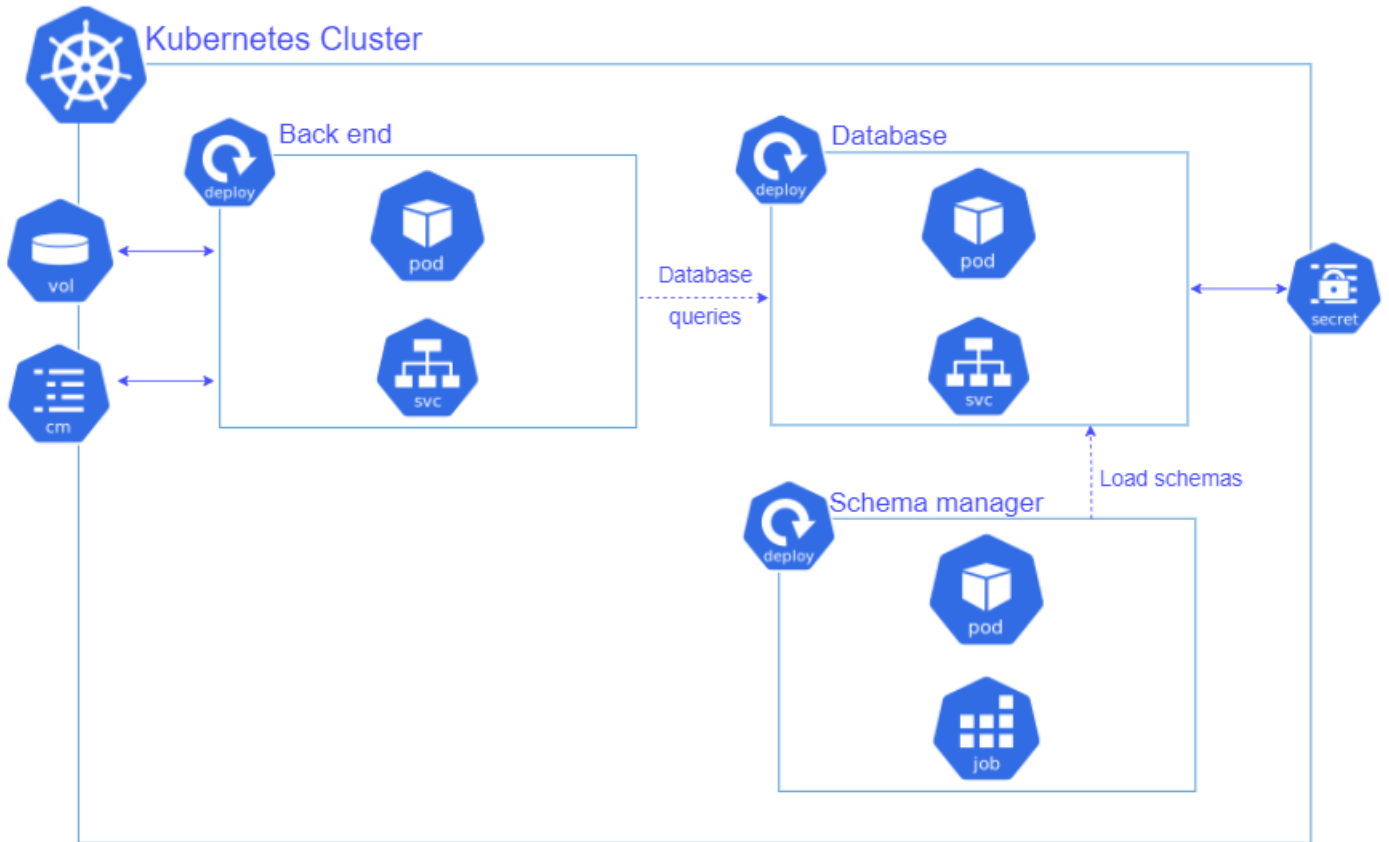 Kubernetes Cluster
Back end
deploy
pod
svc
vol
cm
Database
queries
Database
deploy
pod
svc
secret
Load schemas
Schema manager
deploy
pod
job